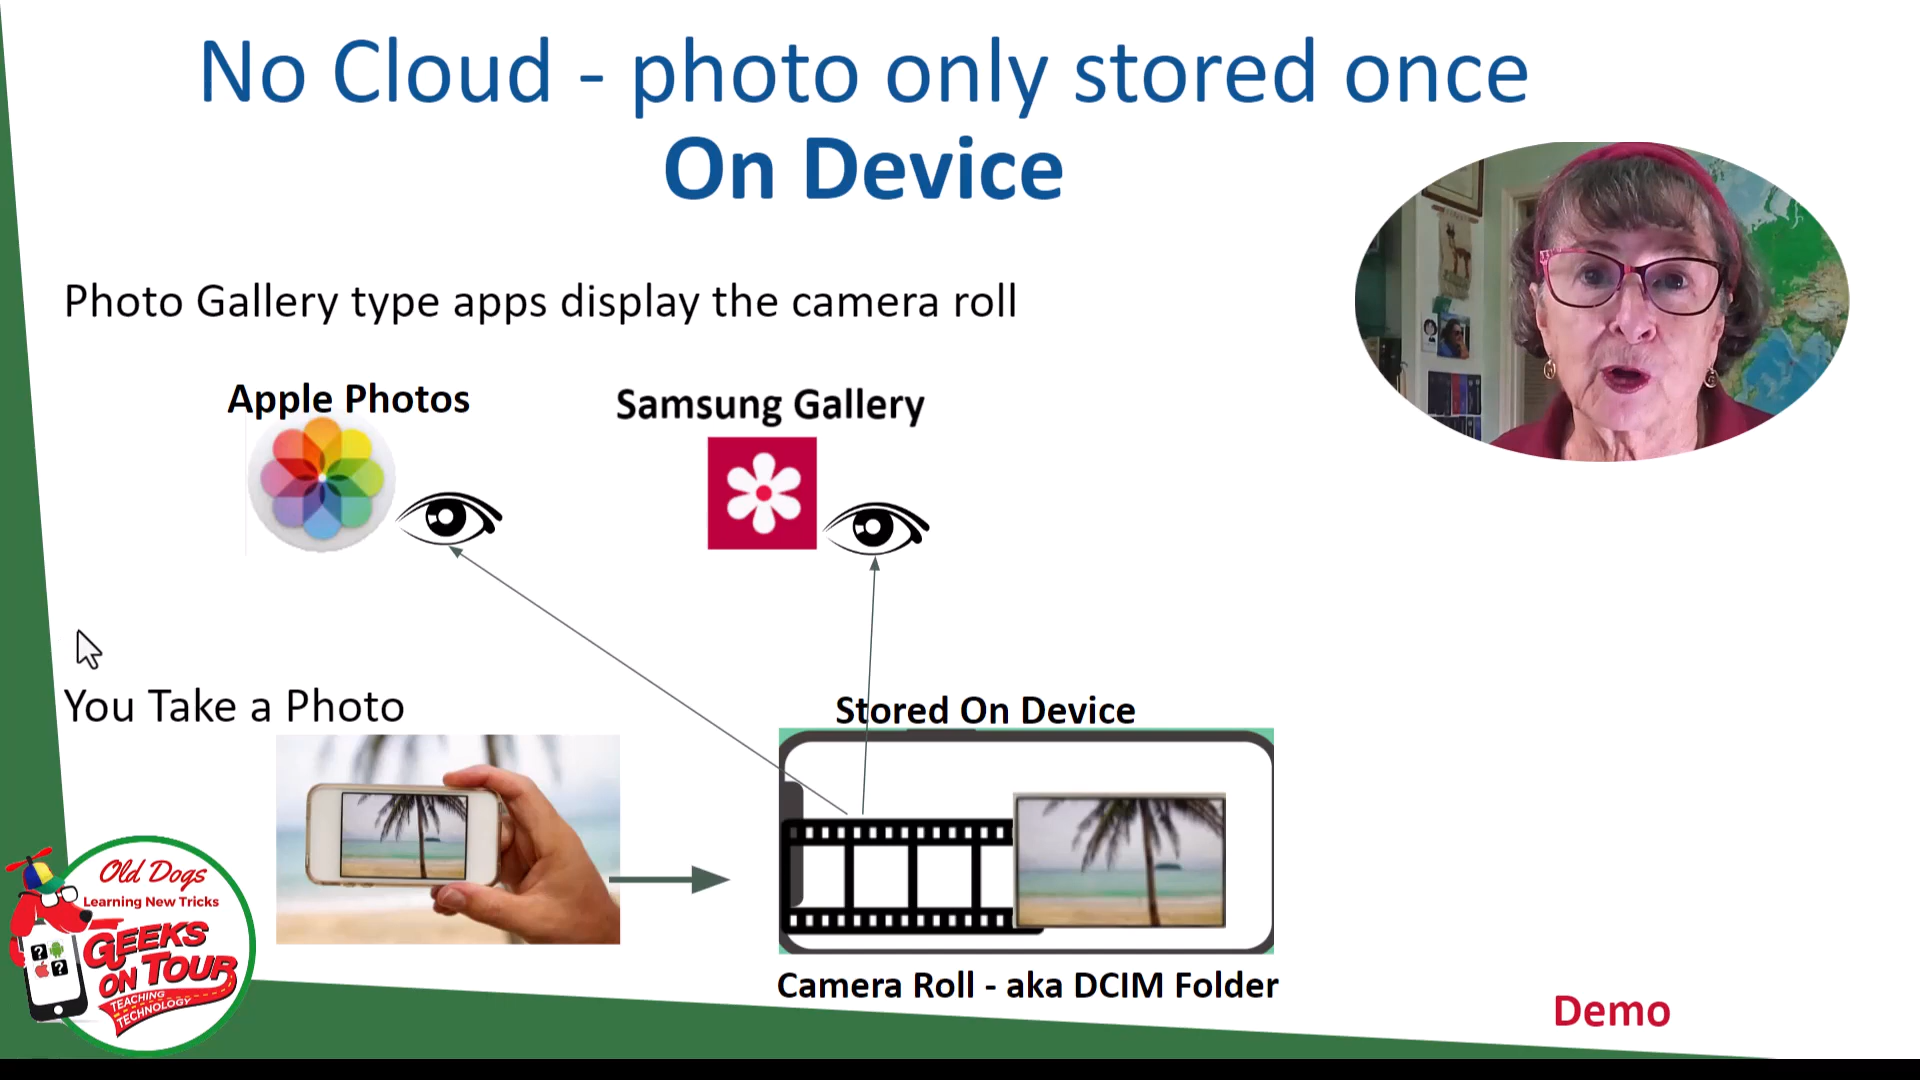 No Cloud - photo only stored once
On Device
Photo Gallery type apps display the camera roll
Apple Photos
Samsung Gallery
You Take a Photo
Stored On Device
Camera Roll - aka DCIM Folder
Demo
Old Dogs
Learning New Tricks
GEEKS
ON TOUR
TEACHING
TECHNOLOGY
? 
?